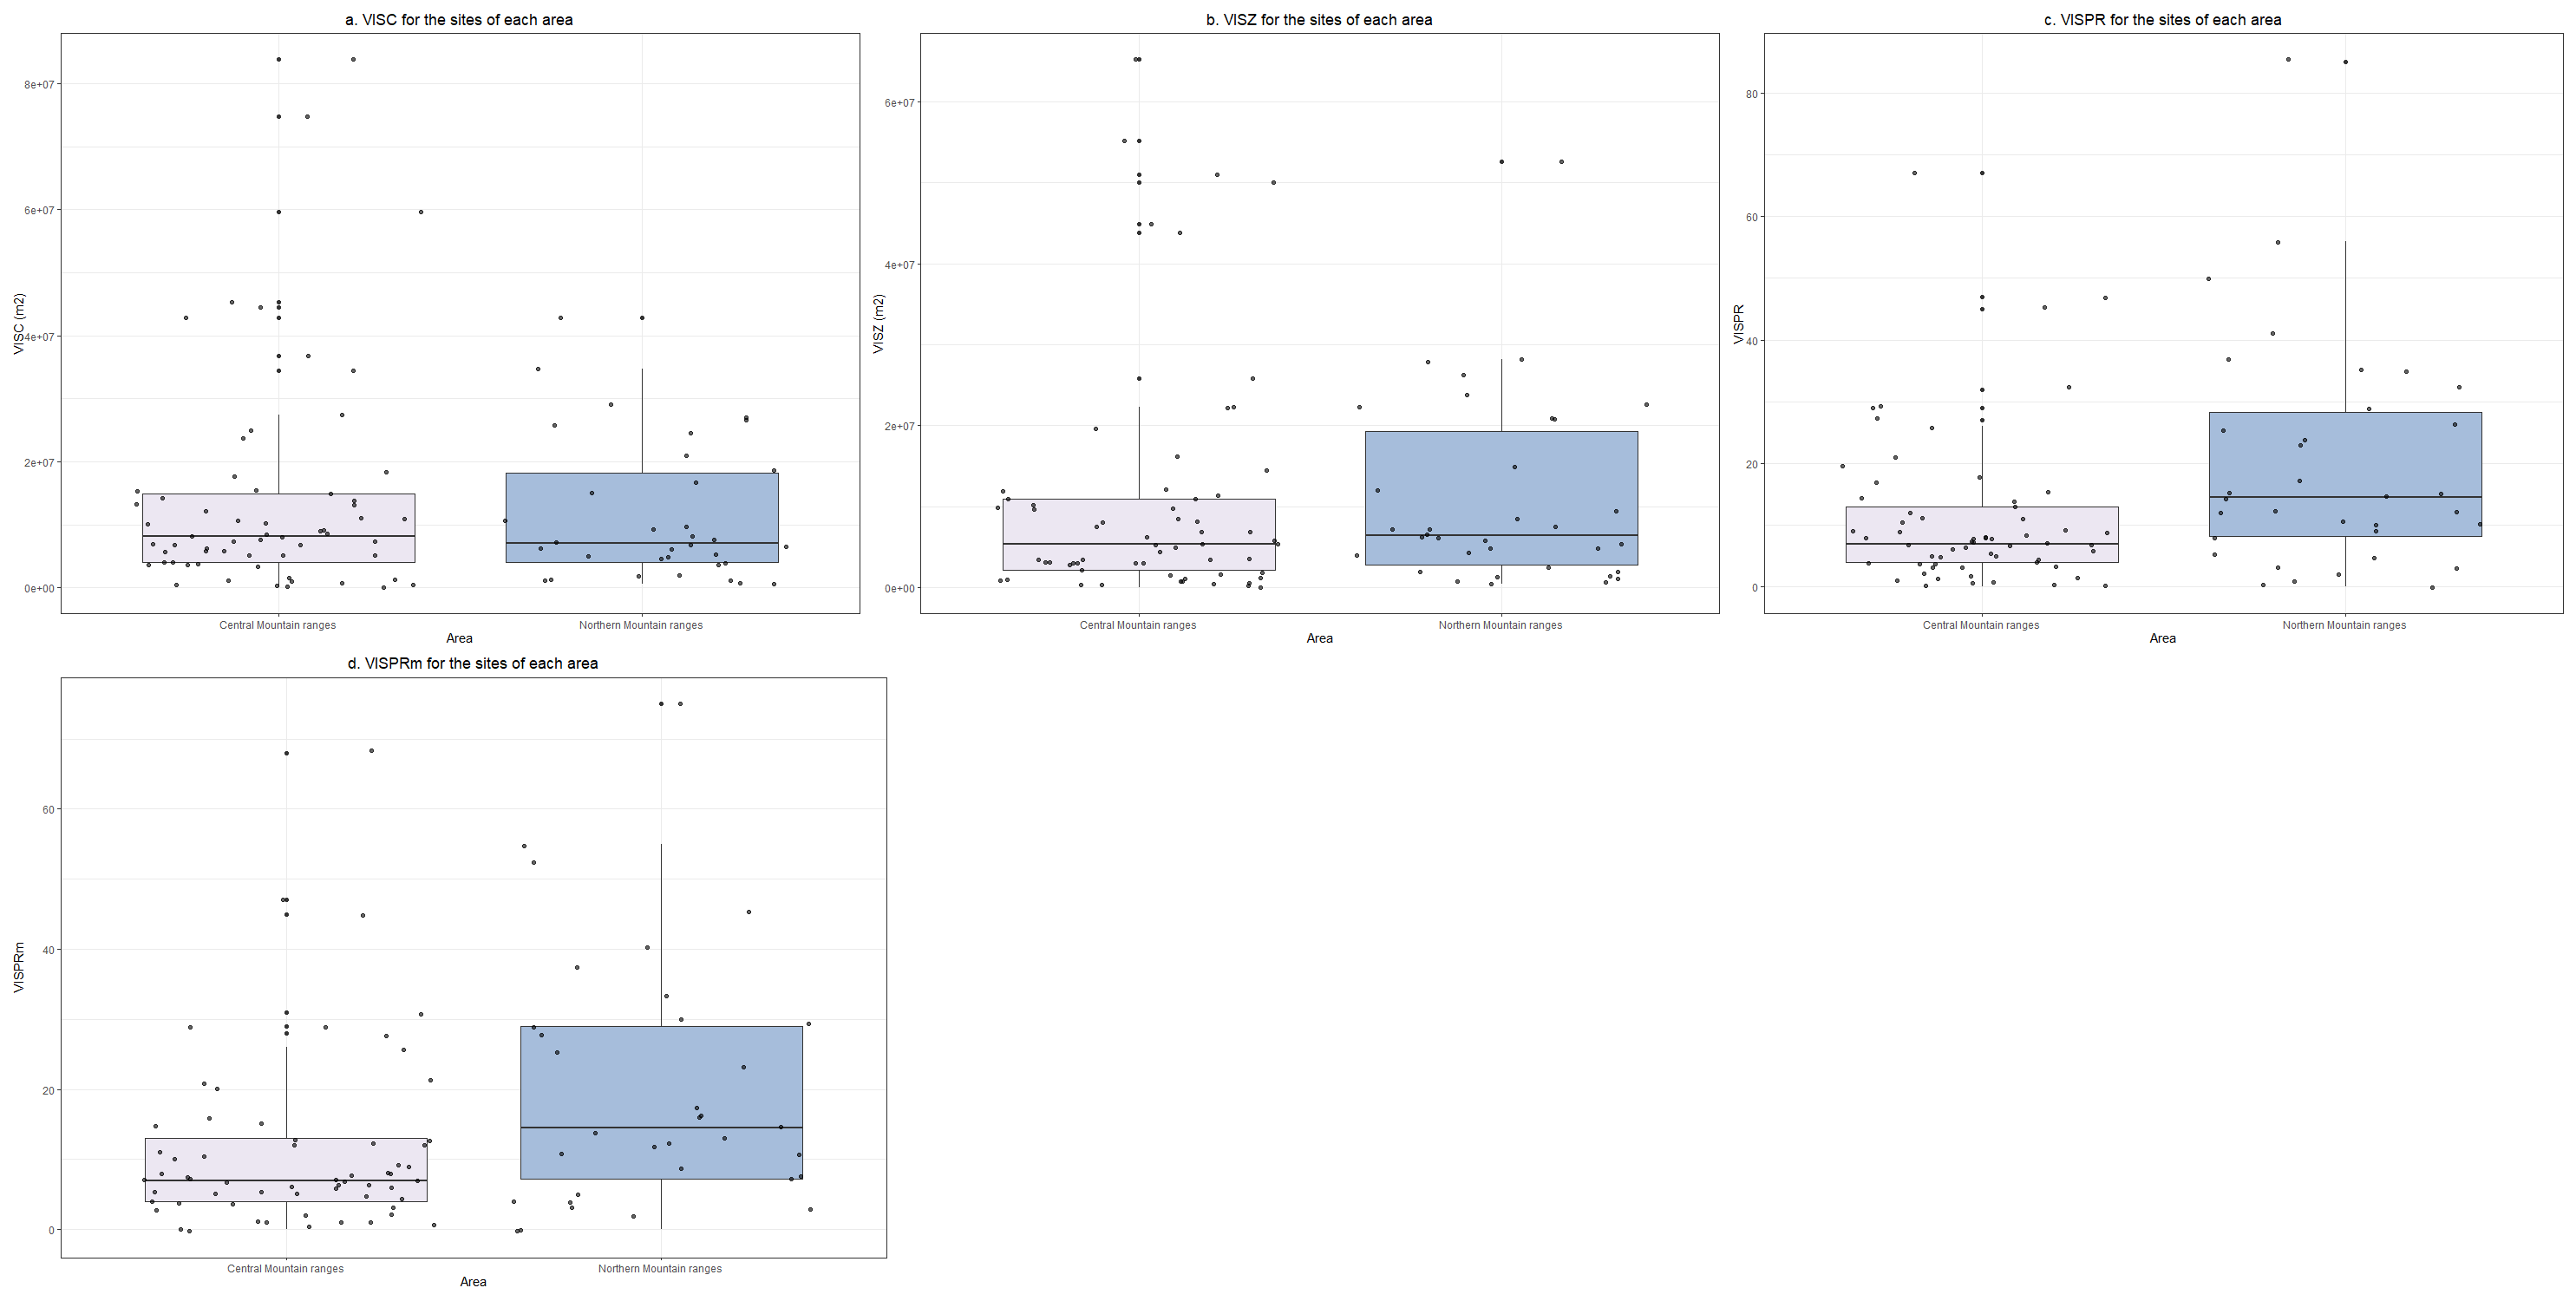 a. VISC for the sites of each area
8e+07
6e+07
4e+07
2e+07
0e+00
VISC (m2)
Central Mountain ranges
Northern Mountain ranges
Area
b. VISZ for the sites of each area
6e+07
4e+07
2e+07
0e+00
VISZ (m2)
Central Mountain ranges
Northern Mountain ranges
Area
c. VISPR for the sites of each area
80
60
40
20
0
VISPR
Central Mountain ranges
Northern Mountain ranges
Area
d. VISPRm for the sites of each area
60
40
20
0
VISPRm
Central Mountain ranges
Northern Mountain ranges
Area